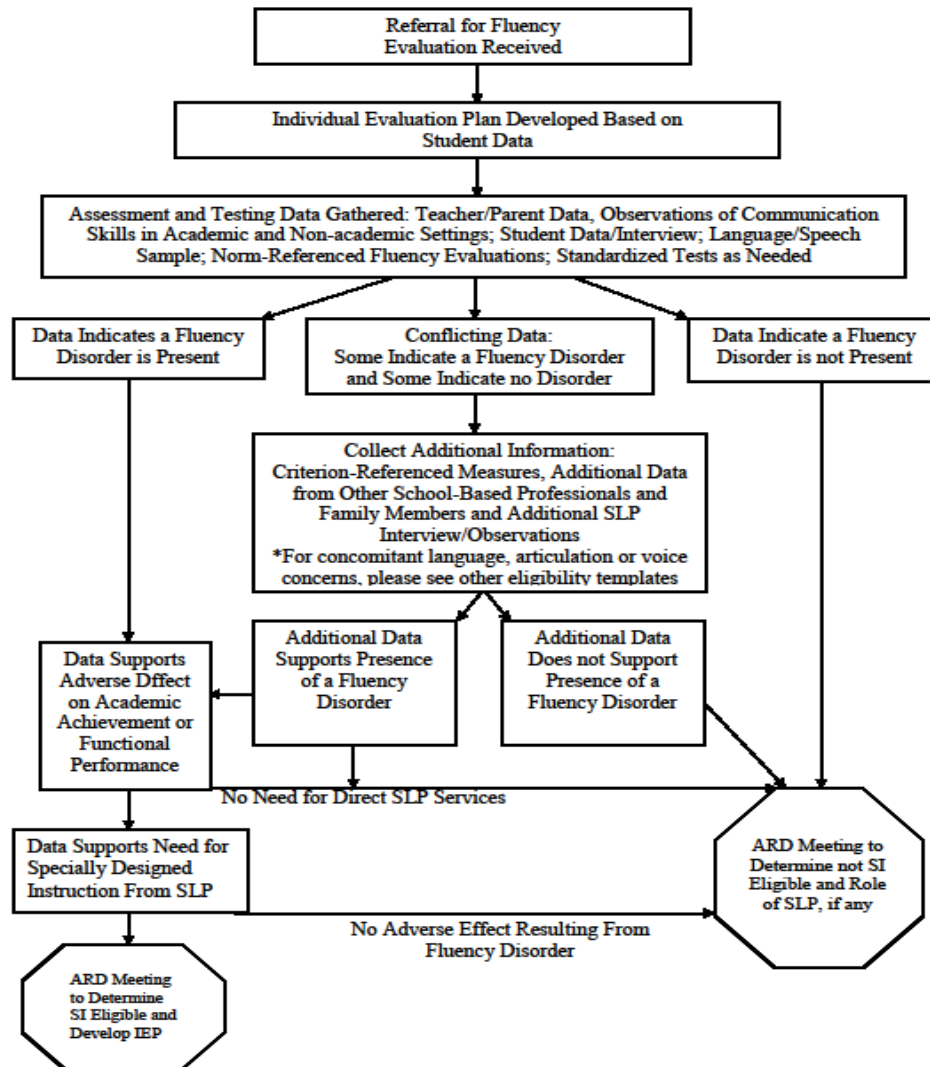 Referral for Fluency
Evaluation Received
Individual Evaluation Plan Developed Based on
Student Data
Assessment and Testing Data Gathered: Teacher/Parent Data, Observations of Communication
Skills in Academic and Non-academic Settings; Student Data/Interview; Language/Speech
Sample; Norm-Referenced Fluency Evaluations; Standardized Tests as Needed
Data Indicates a Fluency
Disorder is Present
Conflicting Data:
Some Indicate a Fluency Disorder
and Some Indicate no Disorder
Data Indicate a Fluency
Disorder is not Present
Collect Additional Information:
Criterion-Referenced Measures, Additional Data
from Other School-Based Professionals and
Family Members and Additional SLP
Interview/Observations
*For concomitant language, articulation or voice
concerns, please see other eligibility templates
Additional Data
Supports Presence
of a Fluency
Disorder
Additional Data
Does not Support
Presence of a
Fluency Disorder
Data Supports
Adverse Dffect
on Academic
Achievement or
Functional
Performance
No Need for Direct SLP Services
Data Supports Need for
Specially Designed
Instruction From SLP
ARD Meeting to
Determine not SI
Eligible and Role
of SLP, if any
No Adverse Effect Resulting From
Fluency Disorder
ARD Meeting
to Determine
SI Eligible and
Develop IEP